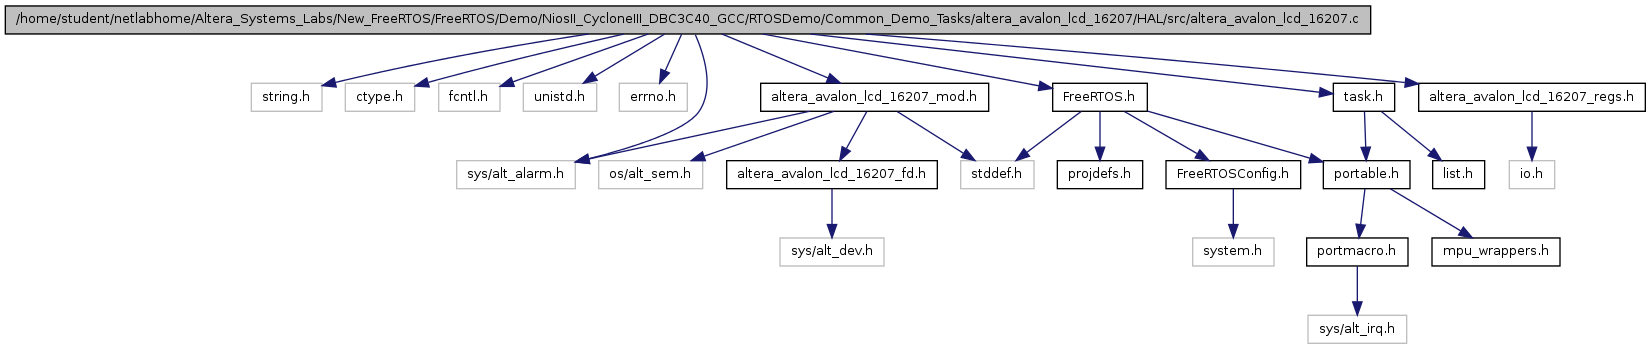 /home/student/netlabhome/Altera_Systems_Labs/New_FreeRTOS/FreeRTOS/Demo/NiosII_CycloneIII_DBC3C40_GCC/RTOSDemo/Common_Demo_Tasks/altera_avalon_lcd_16207/HAL/src/altera_avalon_lcd_16207.c
string.h
ctype.h
fcntl.h
unistd.h
errno.h
altera_avalon_lcd_16207_mod.h
FreeRTOS.h
task.h
altera_avalon_lcd_16207_regs.h
sys/alt_alarm.h
os/alt_sem.h
altera_avalon_lcd_16207_fd.h
stddef.h
projdefs.h
FreeRTOSConfig.h
portable.h
list.h
io.h
sys/alt_dev.h
system.h
portmacro.h
mpu_wrappers.h
sys/alt_irq.h